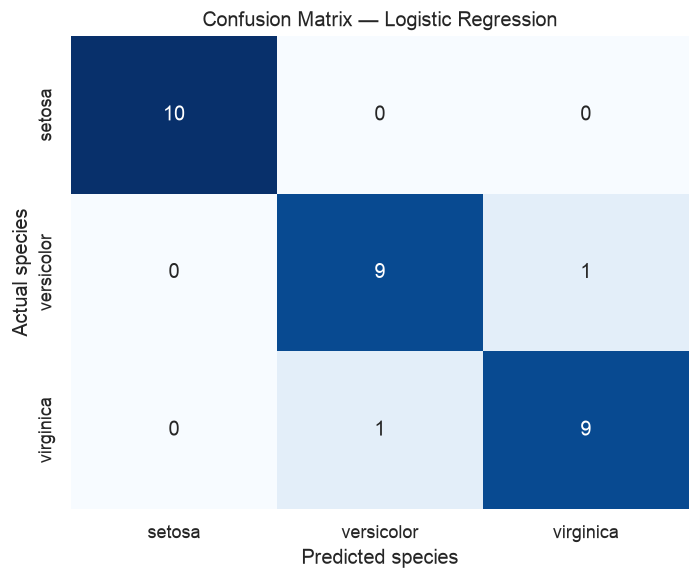 Confusion Matrix — Logistic Regression
Actual species
setosa
10 0 0
versicolor
0 9 1
virginica
0 1 9
setosa versicolor virginica
Predicted species